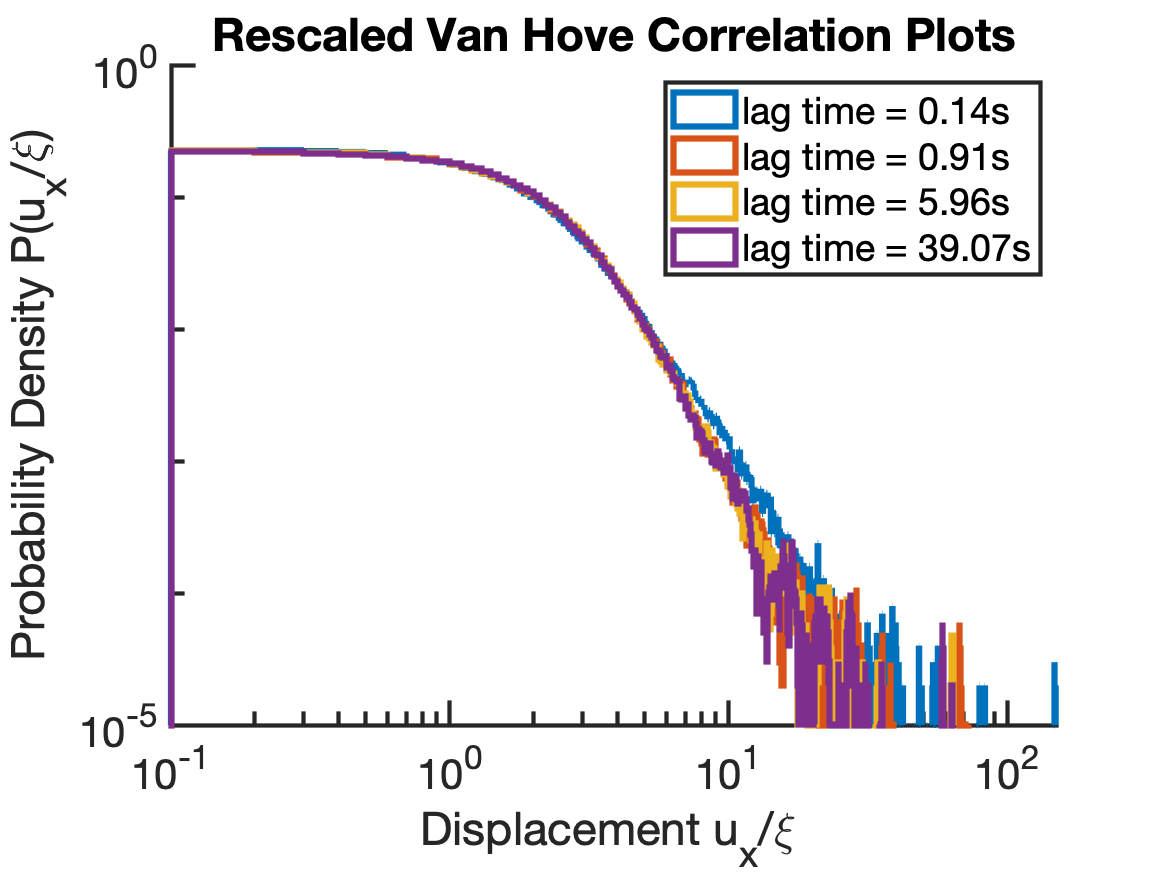 Rescaled Van Hove Correlation Plots
10^0
lag time = 0.14s
lag time = 0.91s
lag time = 5.96s
lag time = 39.07s
Probability Density P(u_x/ξ)
10^-5
10^-1
10^0
10^1
10^2
Displacement u_x/ξ